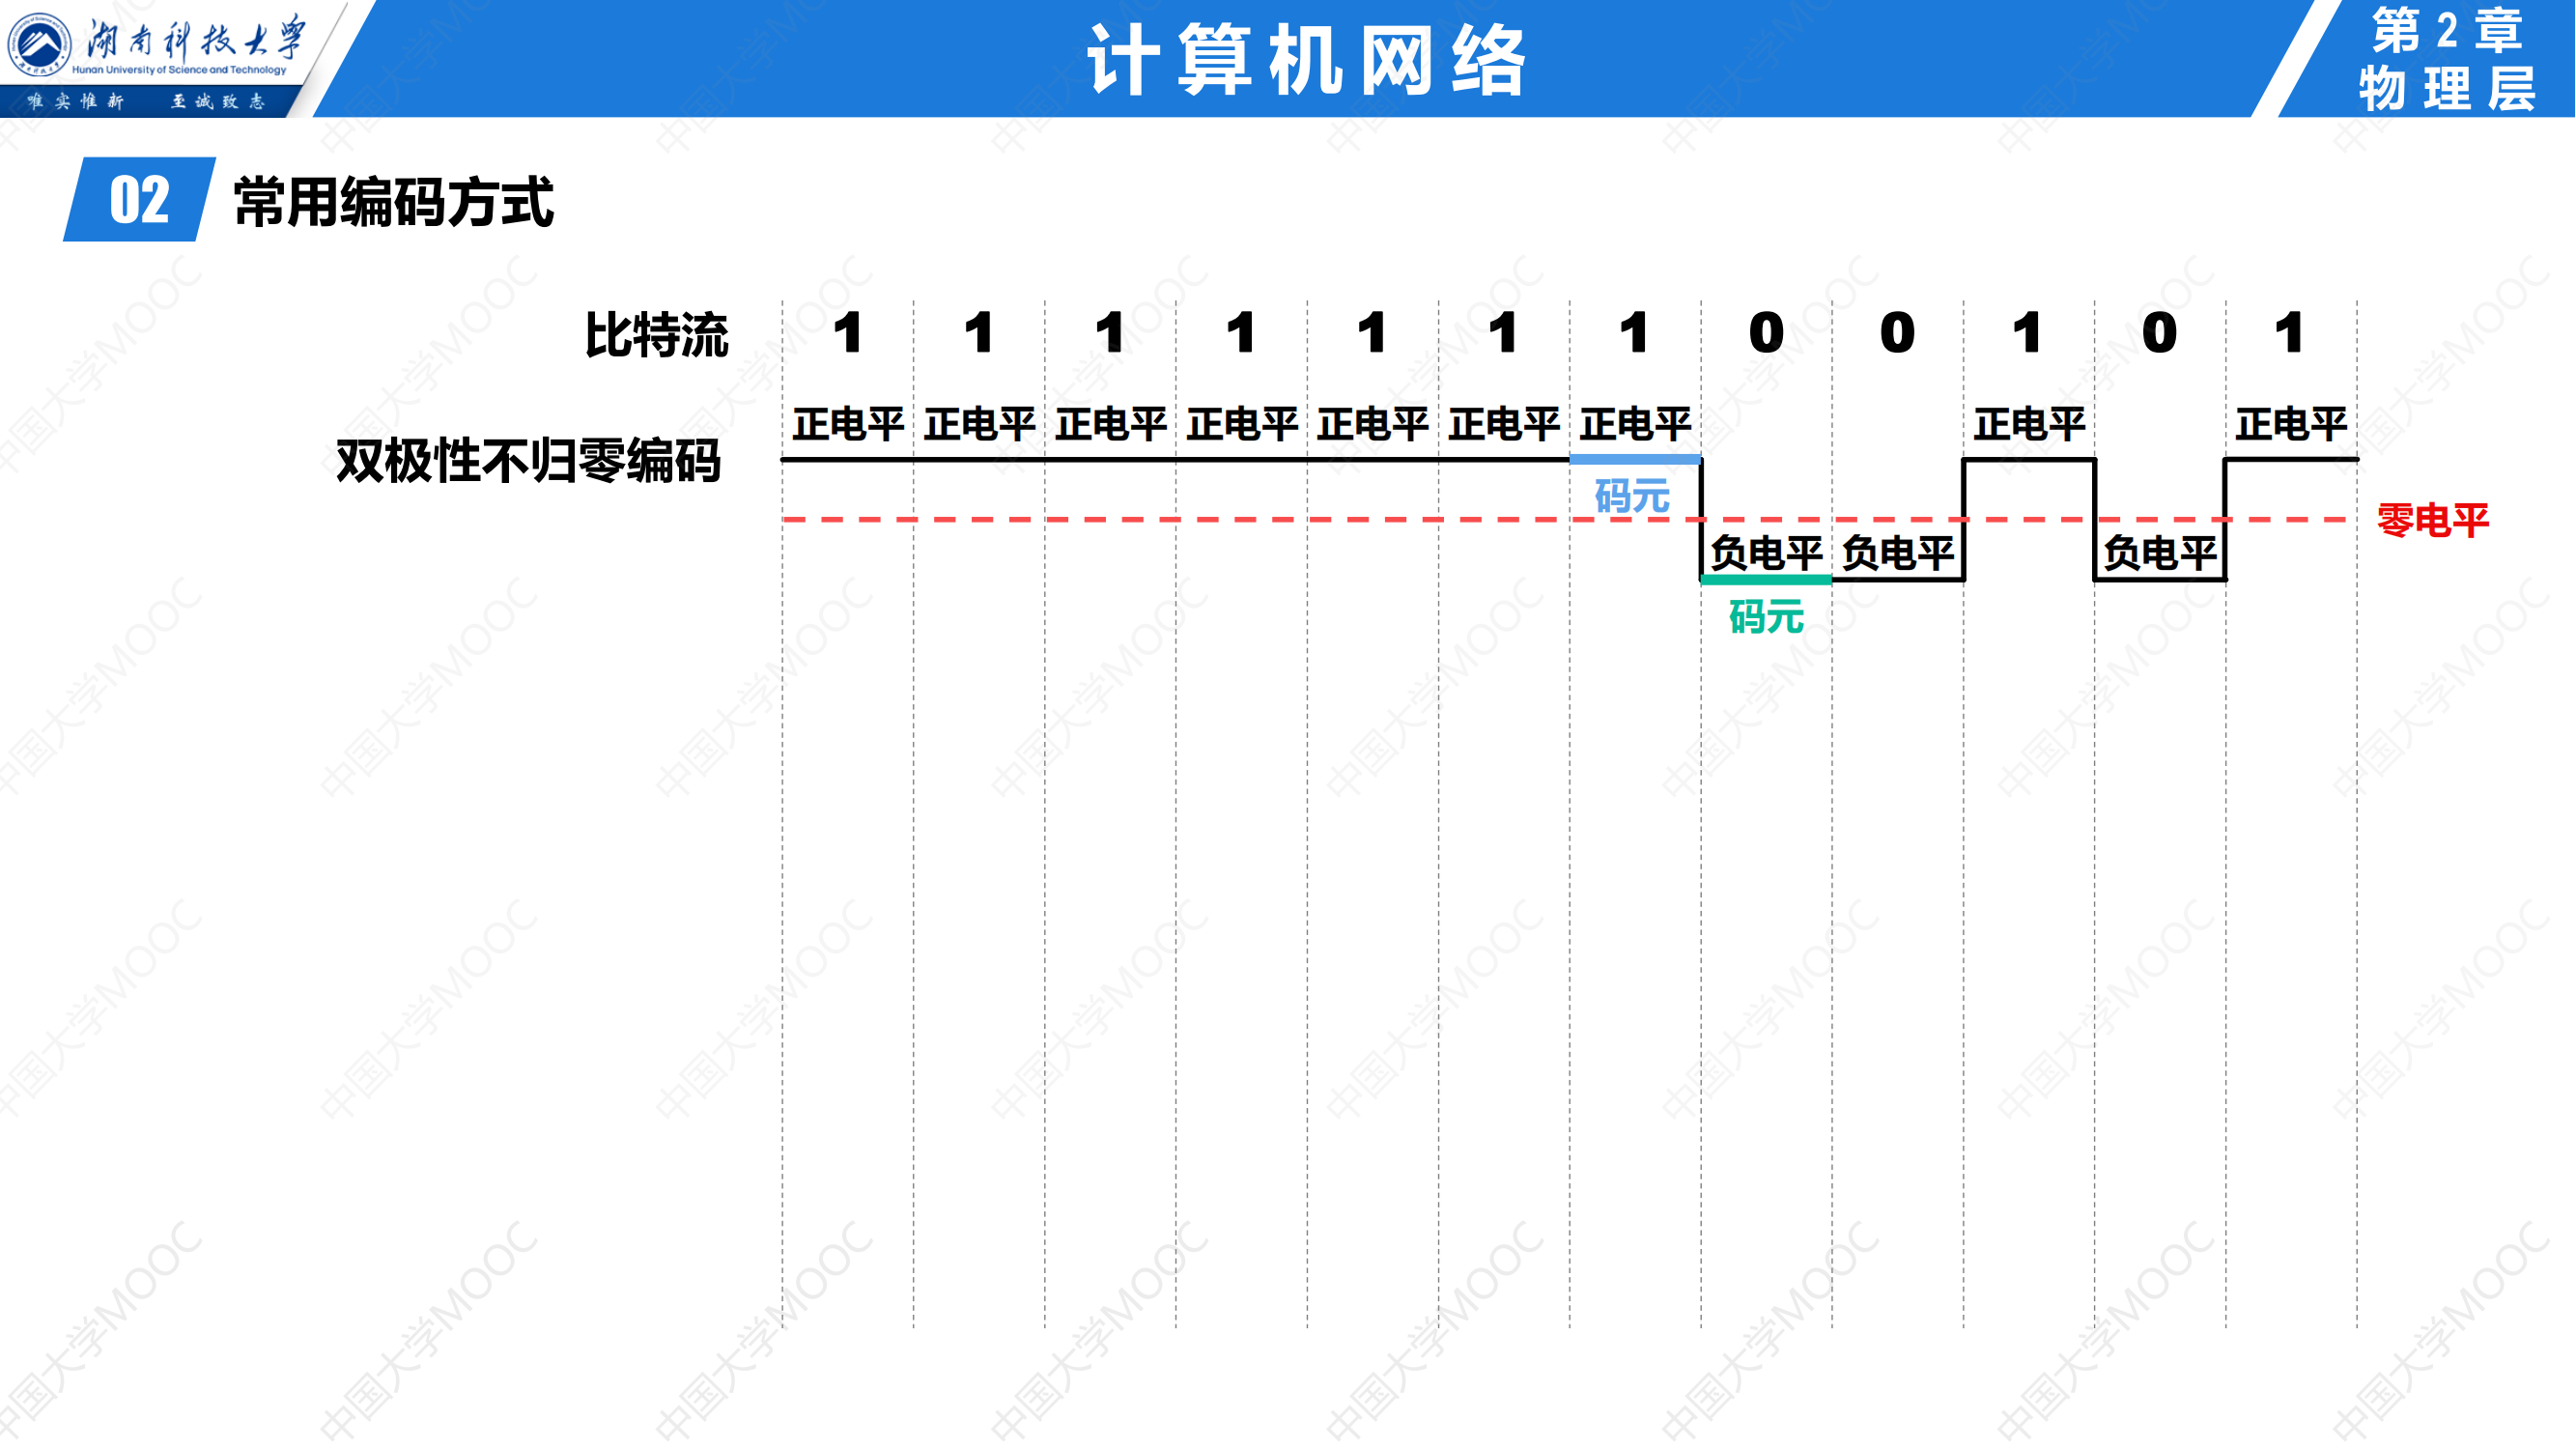 湖南科技大学
Hunan University of Science and Technology
唯实惟新 至诚致志
计算机网络
第2章
物理层
02 常用编码方式
比特流 1 1 1 1 1 1 1 0 0 1 0 1
正电平 正电平 正电平 正电平 正电平 正电平 正电平 正电平 正电平
双极性不归零编码
码元
零电平
负电平 负电平 负电平
码元
中国大学MOOC